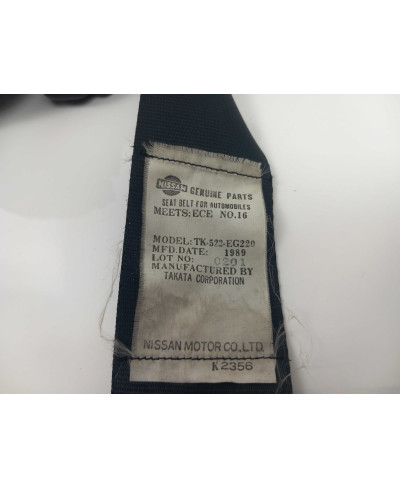 NISSAN GENUINE PARTS
SEAT BELT FOR AUTOMOBILES
MEETS:ECE NO.16
MODEL: TK-522-EG220
MFD.DATE: 1989
LOT NO: 0201
MANUFACTURED BY
TAKATA CORPORATION
NISSAN MOTOR CO.,LTD.
K2356